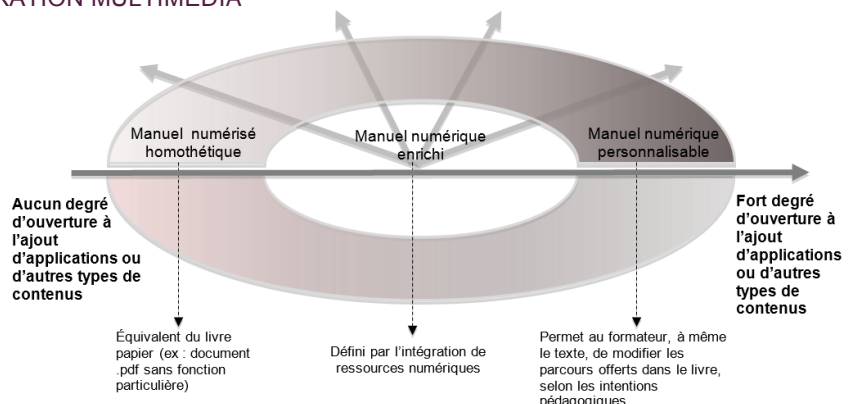 MULTIMÉDIA
Manuel numérisé
homothétique
Manuel numérique
enrichi
Manuel numérique
personnalisable
Aucun degré
d'ouverture à
l'ajout
d'applications ou
d'autres types de
contenus
Fort degré
d'ouverture à
l'ajout
d'applications
ou d'autres
types de
contenus
Équivalent du livre
papier (ex : document
.pdf sans fonction
particulière)
Défini par l'intégration de
ressources numériques
Permet au formateur, à même
le texte, de modifier les
parcours offerts dans le livre,
selon les intentions
pédagogiques